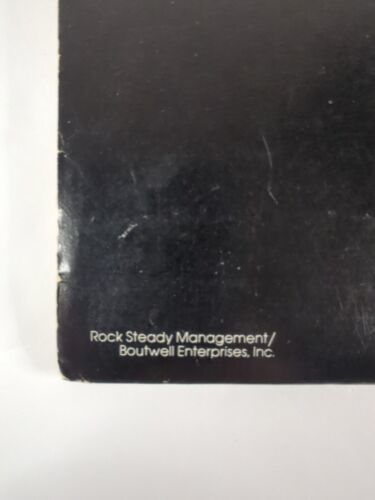 Rock Steady Management/
Boutwell Enterprises, Inc.